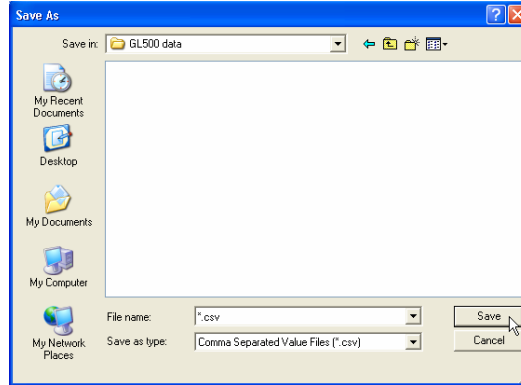 Save As
Save in: GL500 data
My Recent
Documents
Desktop
My Documents
My Computer
My Network
Places
File name: *.csv Save
Save as type: Comma Separated Value Files (*.csv) Cancel